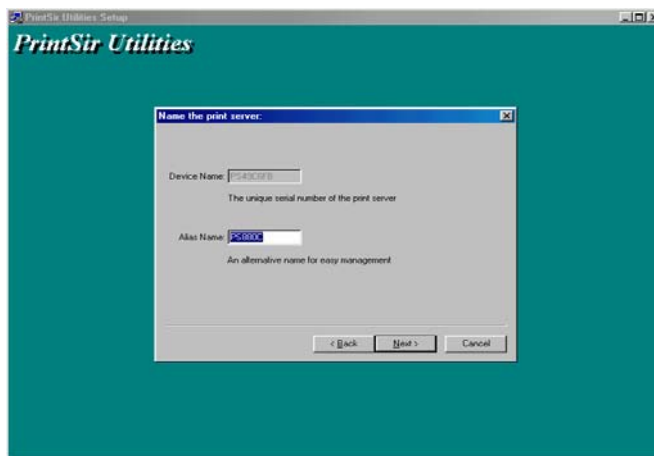 PrintSir Utilities Setup
PrintSir Utilities
Name the print server:
Device Name:
The unique serial number of the print server
Alias Name: PS880C
An alternative name for easy management
< Back Next > Cancel